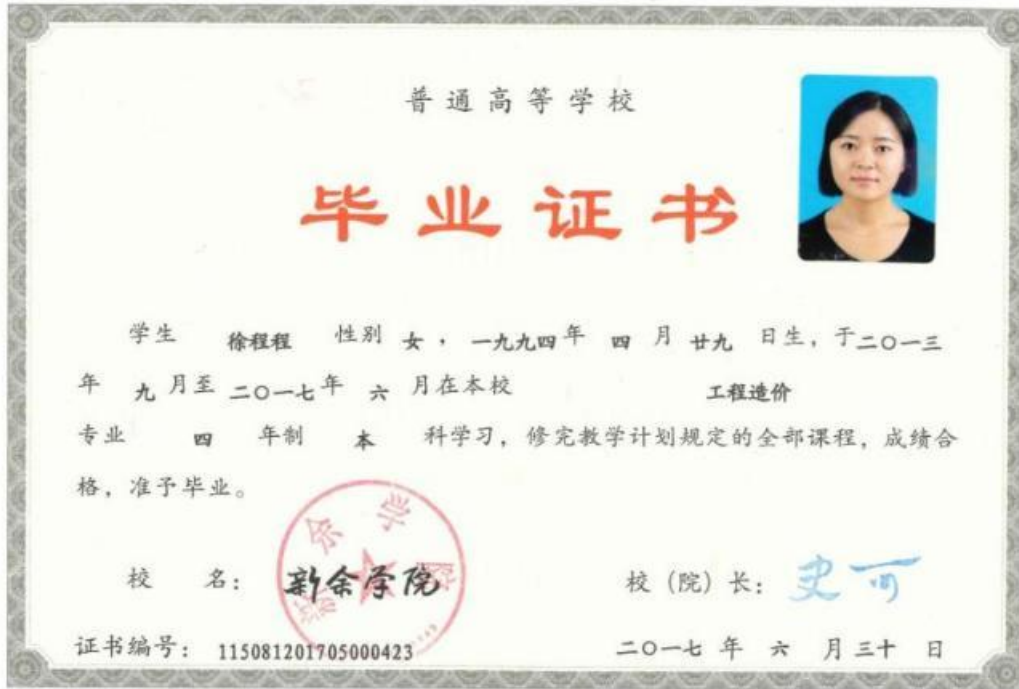 普通高等学校
毕业证书
学生 徐程程 性别 女，一九九四年 四 月 廿九 日生，于二〇一三
年 九 月至 二〇一七年 六 月在本校 工程造价
专业 四 年制 本 科学习，修完教学计划规定的全部课程，成绩合
格，准予毕业。
校 名：新余学院
新余学院
校（院）长：史可
证书编号：115081201705000423
二〇一七 年 六 月三十 日